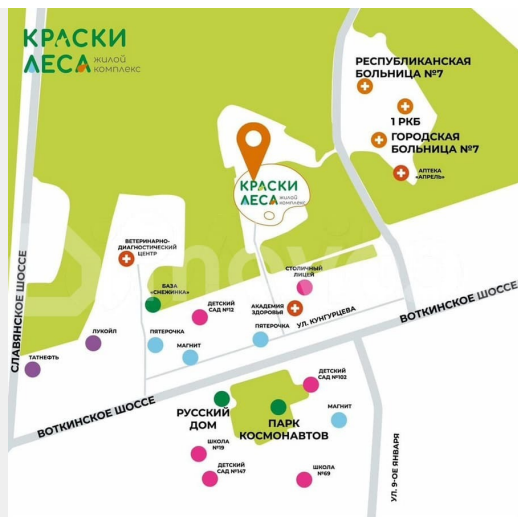 КРАСКИ
ЛЕСА жилой
комплекс
РЕСПУБЛИКАНСКАЯ
БОЛЬНИЦА №7
1 РКБ
ГОРОДСКАЯ
БОЛЬНИЦА №7
АПТЕКА
«АПРЕЛЬ»
КРАСКИ
ЛЕСА жилой
комплекс
ВЕТЕРИНАРНО-
ДИАГНОСТИЧЕСКИЙ
ЦЕНТР
СТОЛИЧНЫЙ
ЛИЦЕЙ
БАЗА
«СНЕЖИНКА»
ДЕТСКИЙ
САД №12
АКАДЕМИЯ
ЗДОРОВЬЯ
УЛ. КУНГУРЦЕВА
ВОТКИНСКОЕ ШОССЕ
СЛАВЯНСКОЕ ШОССЕ
ЛУКОЙЛ
ПЯТЕРОЧКА
МАГНИТ
ПЯТЕРОЧКА
ТАТНЕФТЬ
ДЕТСКИЙ
САД №102
ВОТКИНСКОЕ ШОССЕ
РУССКИЙ
ДОМ
ПАРК
КОСМОНАВТОВ
МАГНИТ
ШКОЛА
№19
ДЕТСКИЙ
САД №147
ШКОЛА
№69
УЛ. 9-ОЕ ЯНВАРЯ